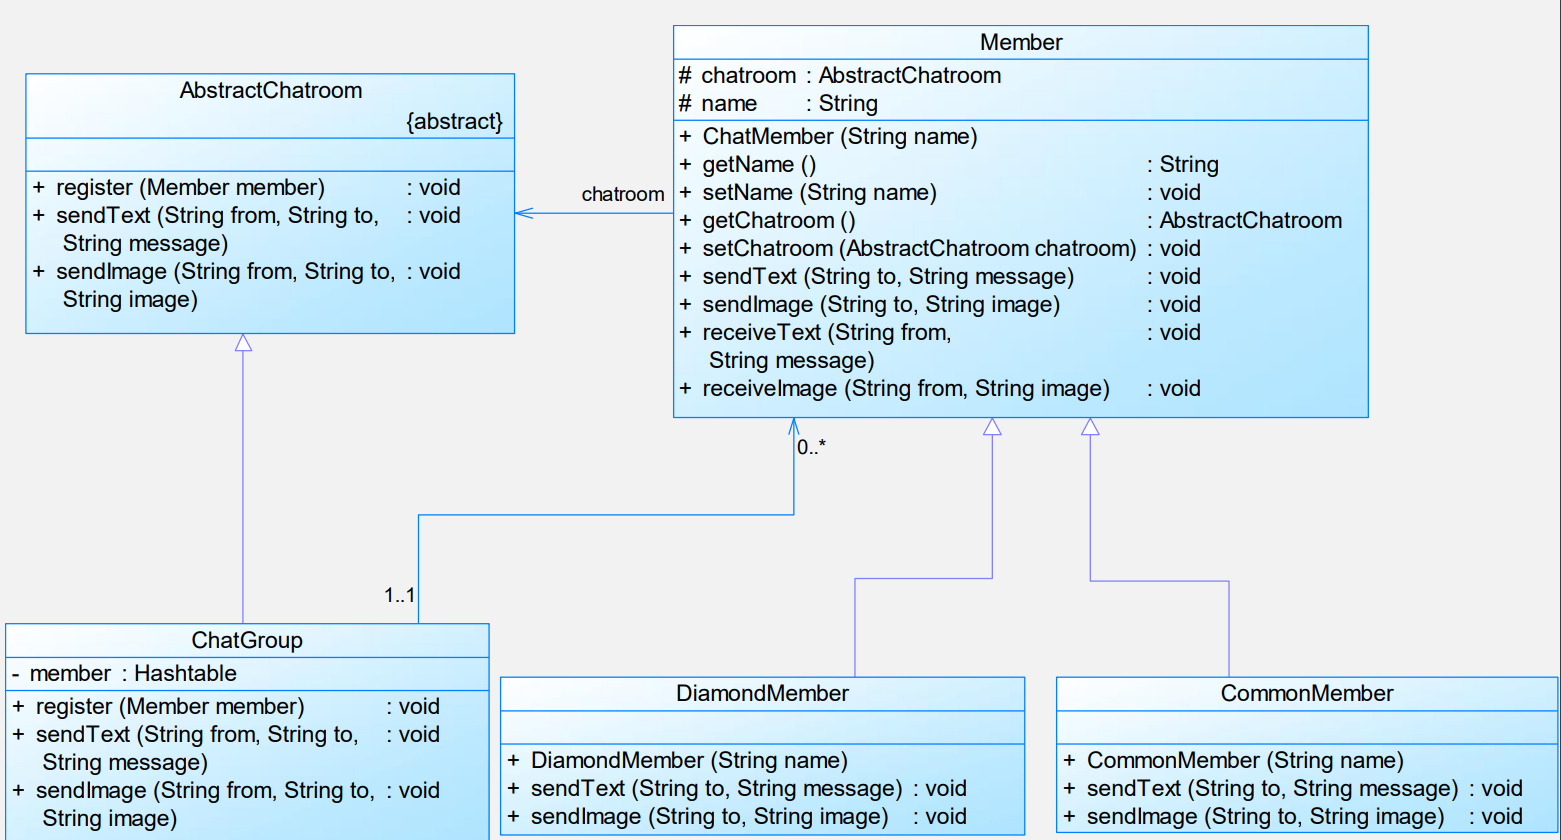 AbstractChatroom
{abstract}
+ register (Member member) : void
+ sendText (String from, String to, : void
String message)
+ sendImage (String from, String to, : void
String image)
chatroom
Member
# chatroom : AbstractChatroom
# name : String
+ ChatMember (String name)
+ getName () : String
+ setName (String name) : void
+ getChatroom () : AbstractChatroom
+ setChatroom (AbstractChatroom chatroom) : void
+ sendText (String to, String message) : void
+ sendImage (String to, String image) : void
+ receiveText (String from, : void
String message)
+ receiveImage (String from, String image) : void
0..*
1..1
ChatGroup
- member : Hashtable
+ register (Member member) : void
+ sendText (String from, String to, : void
String message)
+ sendImage (String from, String to, : void
String image)
DiamondMember
+ DiamondMember (String name)
+ sendText (String to, String message) : void
+ sendImage (String to, String image) : void
CommonMember
+ CommonMember (String name)
+ sendText (String to, String message) : void
+ sendImage (String to, String image) : void